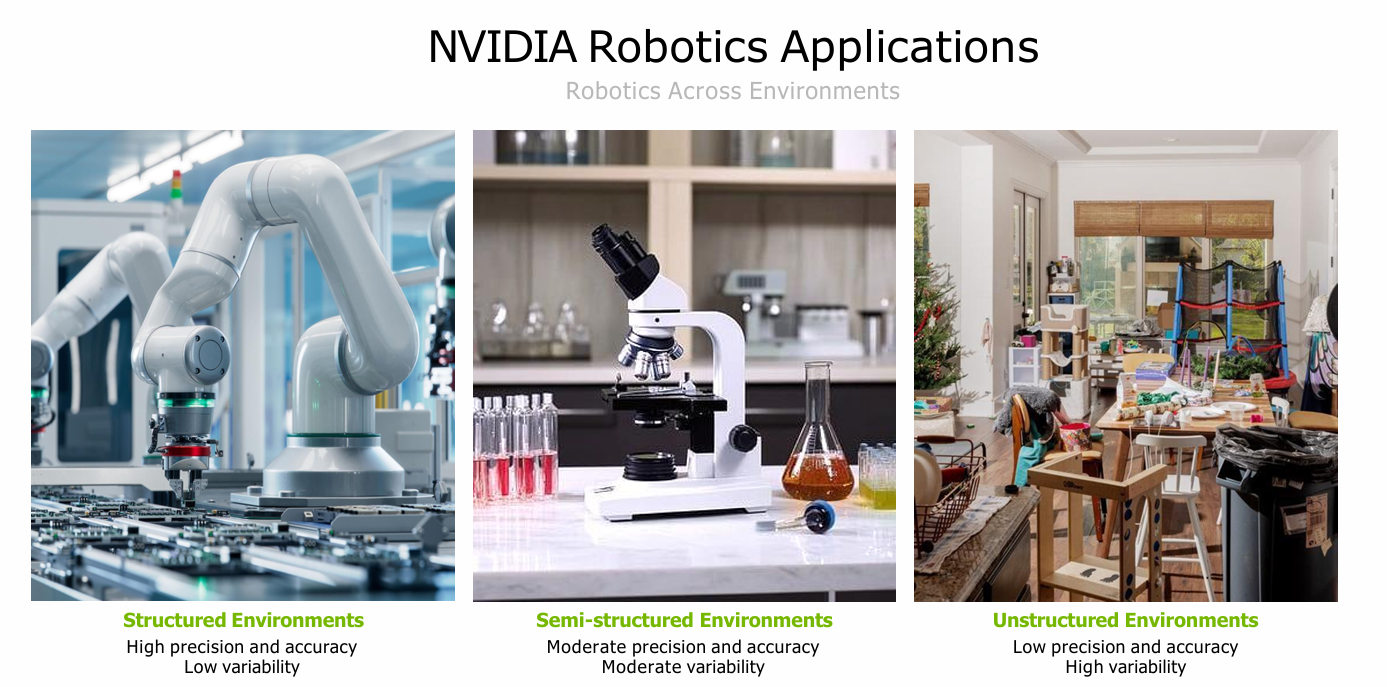 NVIDIA Robotics Applications
Robotics Across Environments
Structured Environments
High precision and accuracy
Low variability
Semi-structured Environments
Moderate precision and accuracy
Moderate variability
Unstructured Environments
Low precision and accuracy
High variability